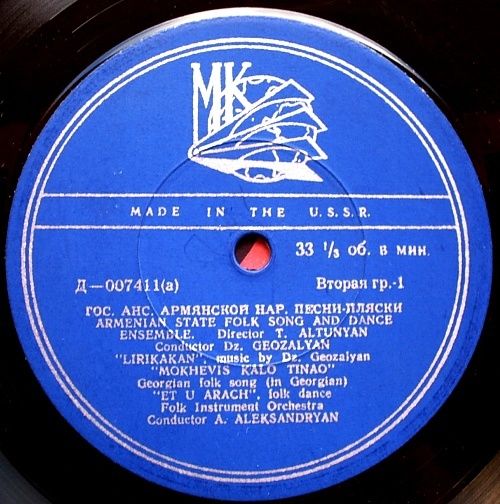 МК
MADE IN THE U.S.S.R.
33 ⅓ об. в мин.
Д—007411(а) Вторая гр.-1
ГОС. АНС. АРМЯНСКОЙ НАР. ПЕСНИ-ПЛЯСКИ
ARMENIAN STATE FOLK SONG AND DANCE
ENSEMBLE. Director T. ALTUNYAN
Conductor Dz. GEOZALYAN
"LIRIKAKAN", music by Dz. Geozalyan
"MOKHEVIS KALO TINAO"
Georgian folk song (in Georgian)
"ET U ARACH", folk dance
Folk Instrument Orchestra
Conductor A. ALEKSANDRYAN